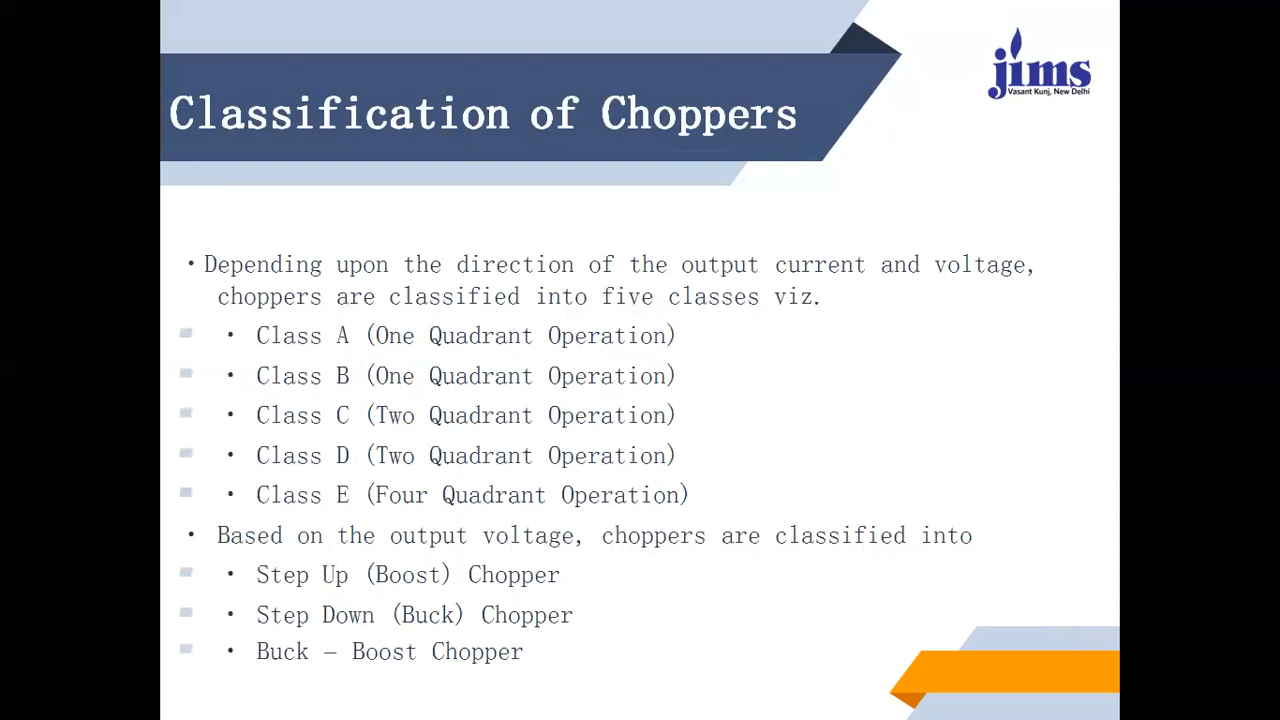 jims
Vasant Kunj, New Delhi
Classification of Choppers
• Depending upon the direction of the output current and voltage,
choppers are classified into five classes viz.
• Class A (One Quadrant Operation)
• Class B (One Quadrant Operation)
• Class C (Two Quadrant Operation)
• Class D (Two Quadrant Operation)
• Class E (Four Quadrant Operation)
• Based on the output voltage, choppers are classified into
• Step Up (Boost) Chopper
• Step Down (Buck) Chopper
• Buck – Boost Chopper